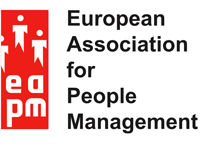 ea
pm
European
Association
for
People
Management